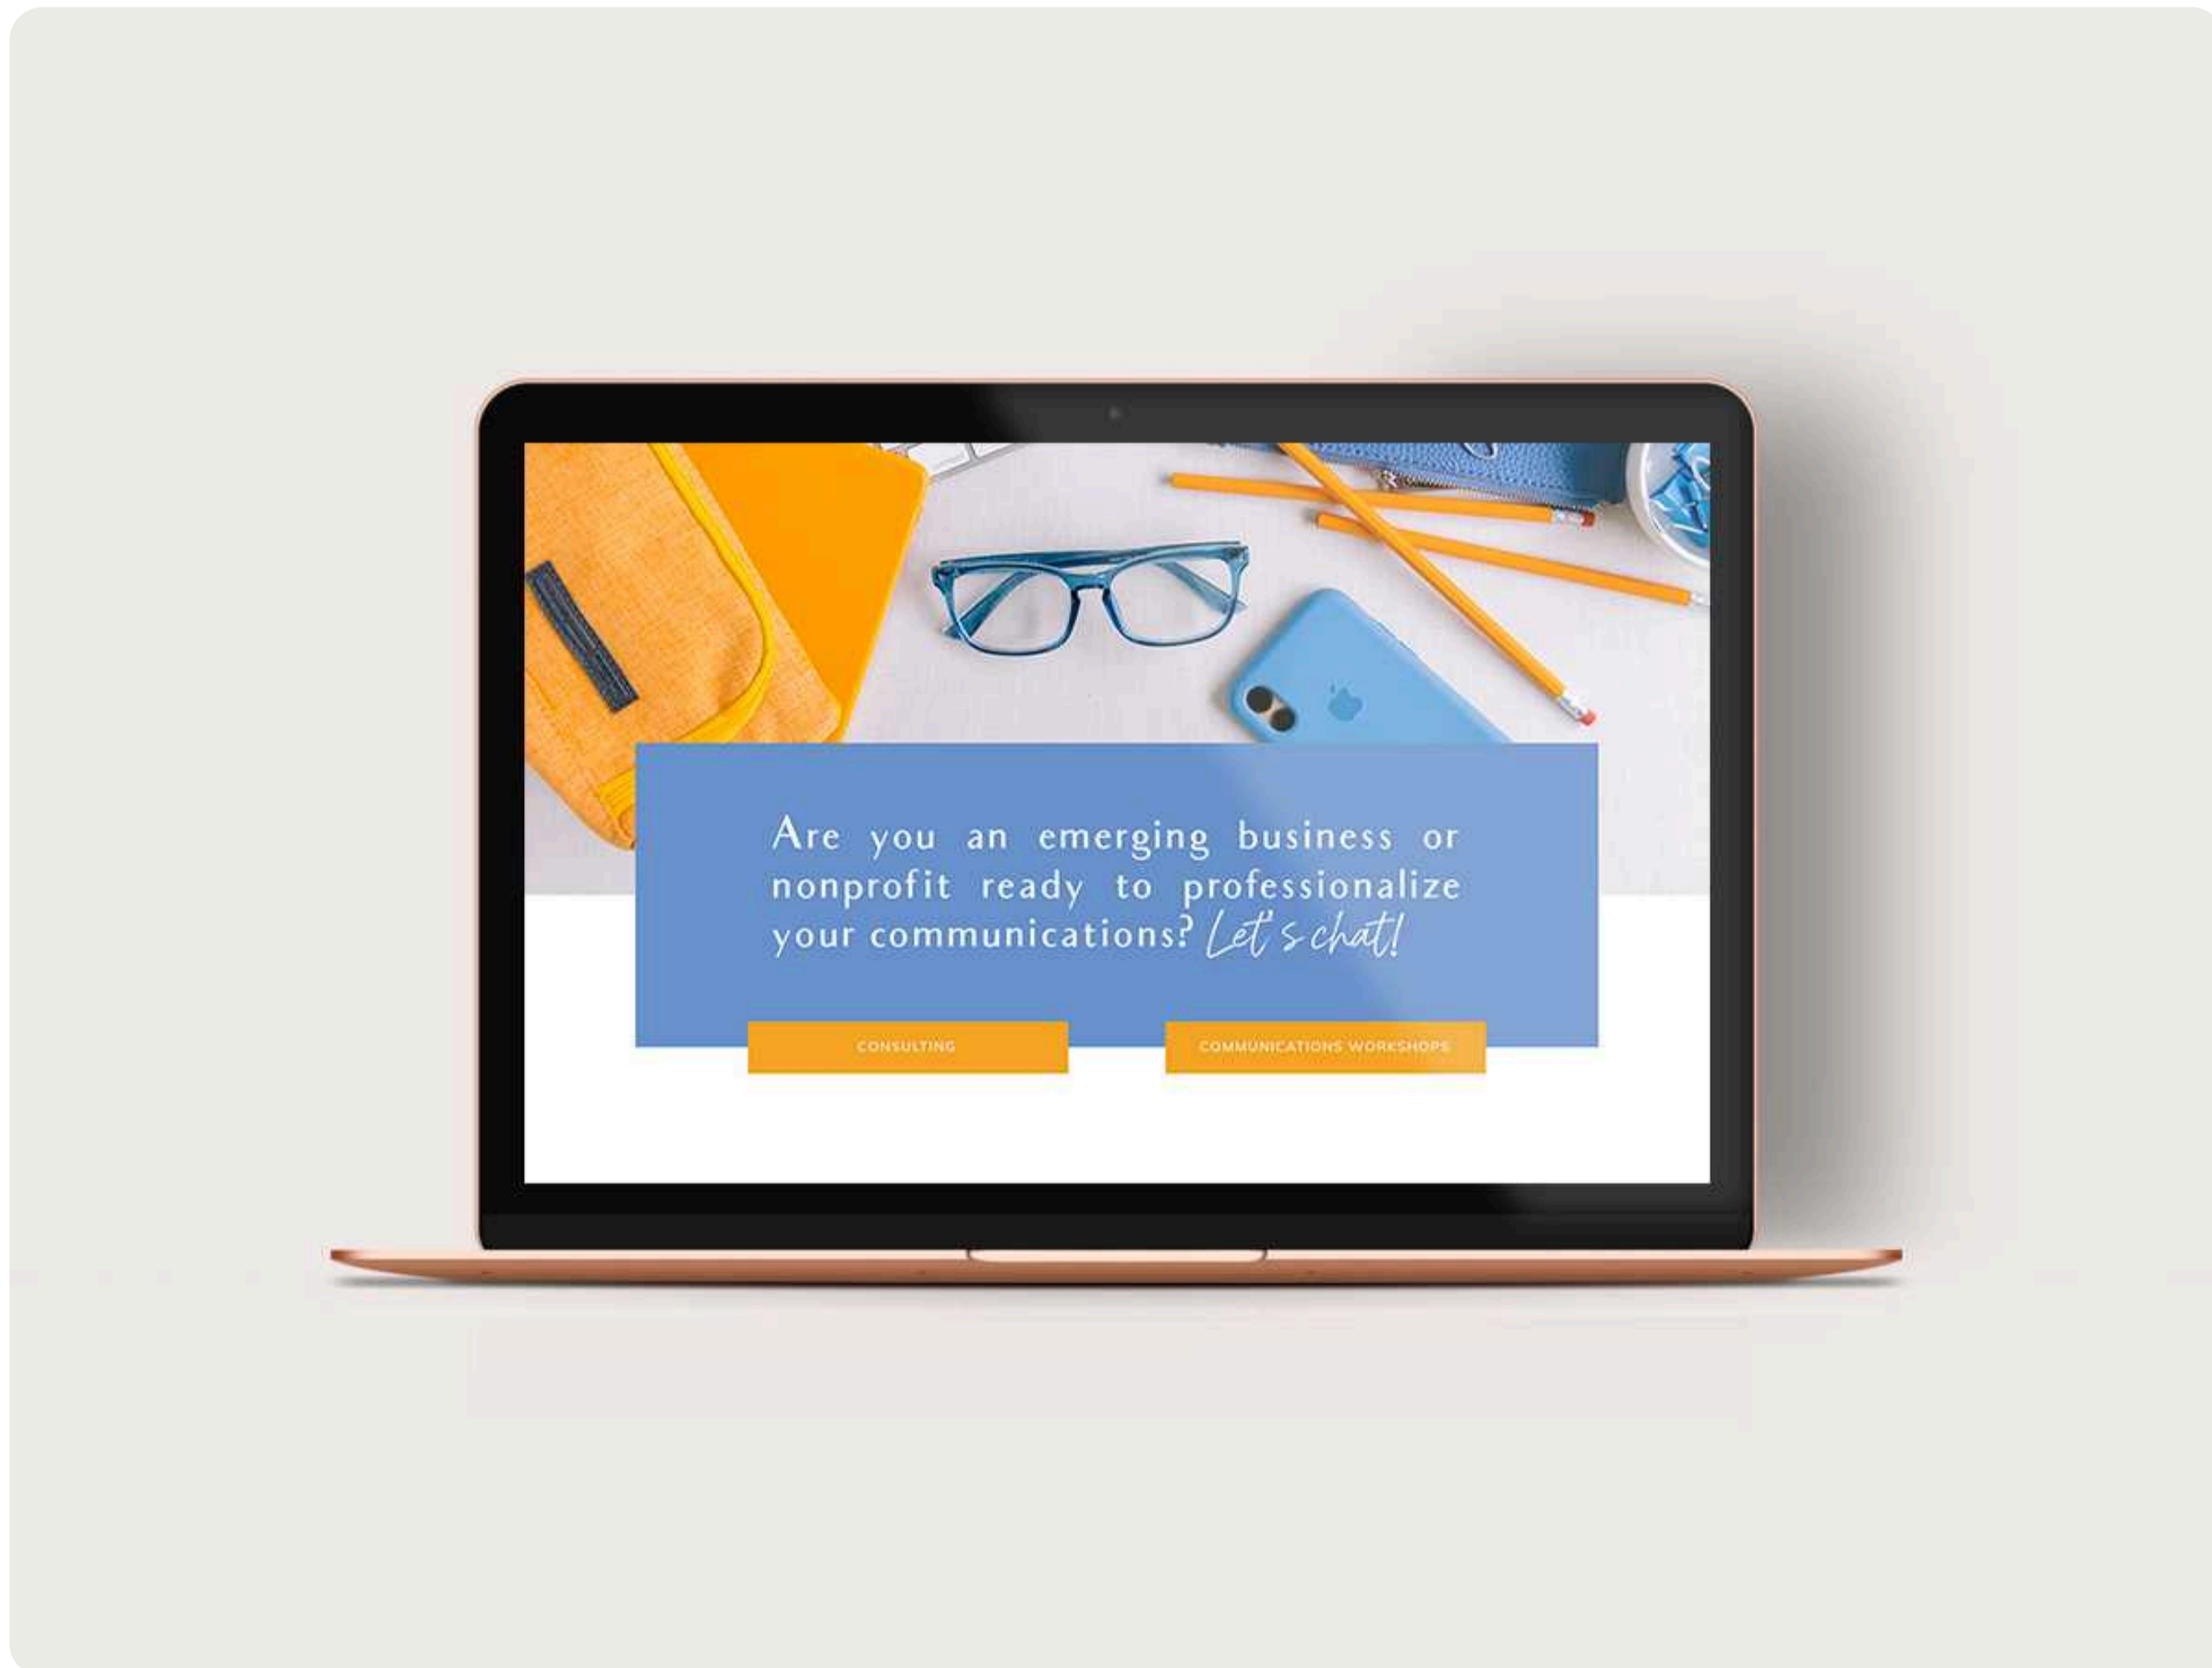 Are you an emerging business or
nonprofit ready to professionalize
your communications? Let's chat!
CONSULTING
COMMUNICATIONS WORKSHOPS